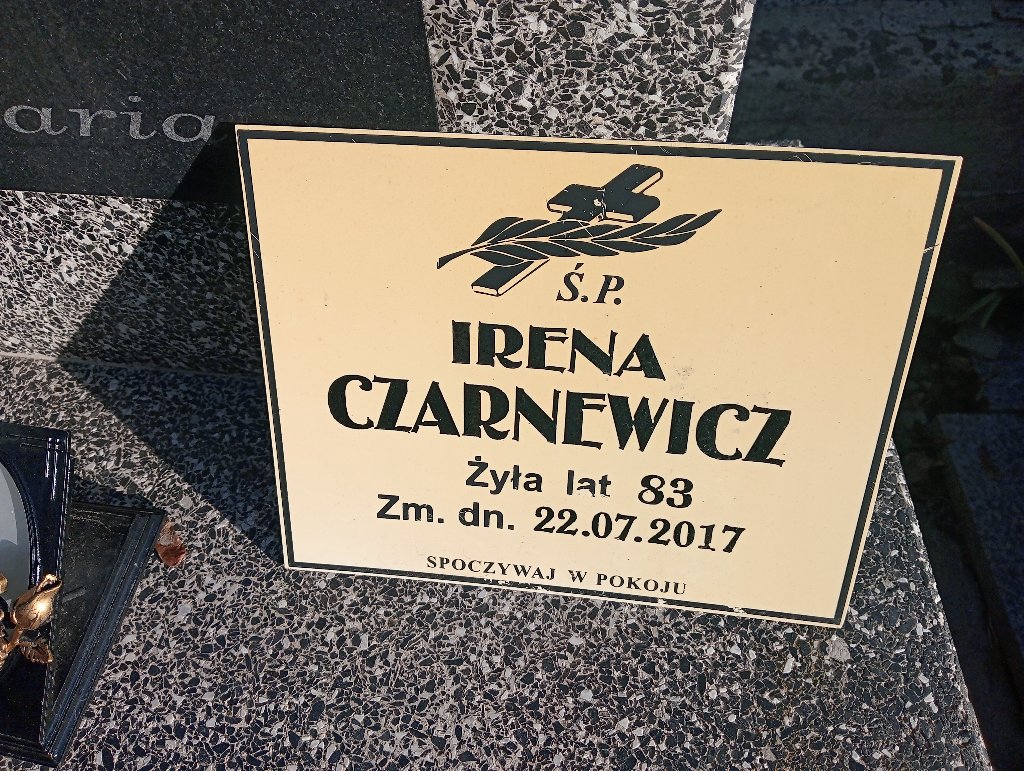 aria
Ś.P.
IRENA
CZARNEWICZ
Żyła lat 83
Zm. dn. 22.07.2017
SPOCZYWAJ W POKOJU